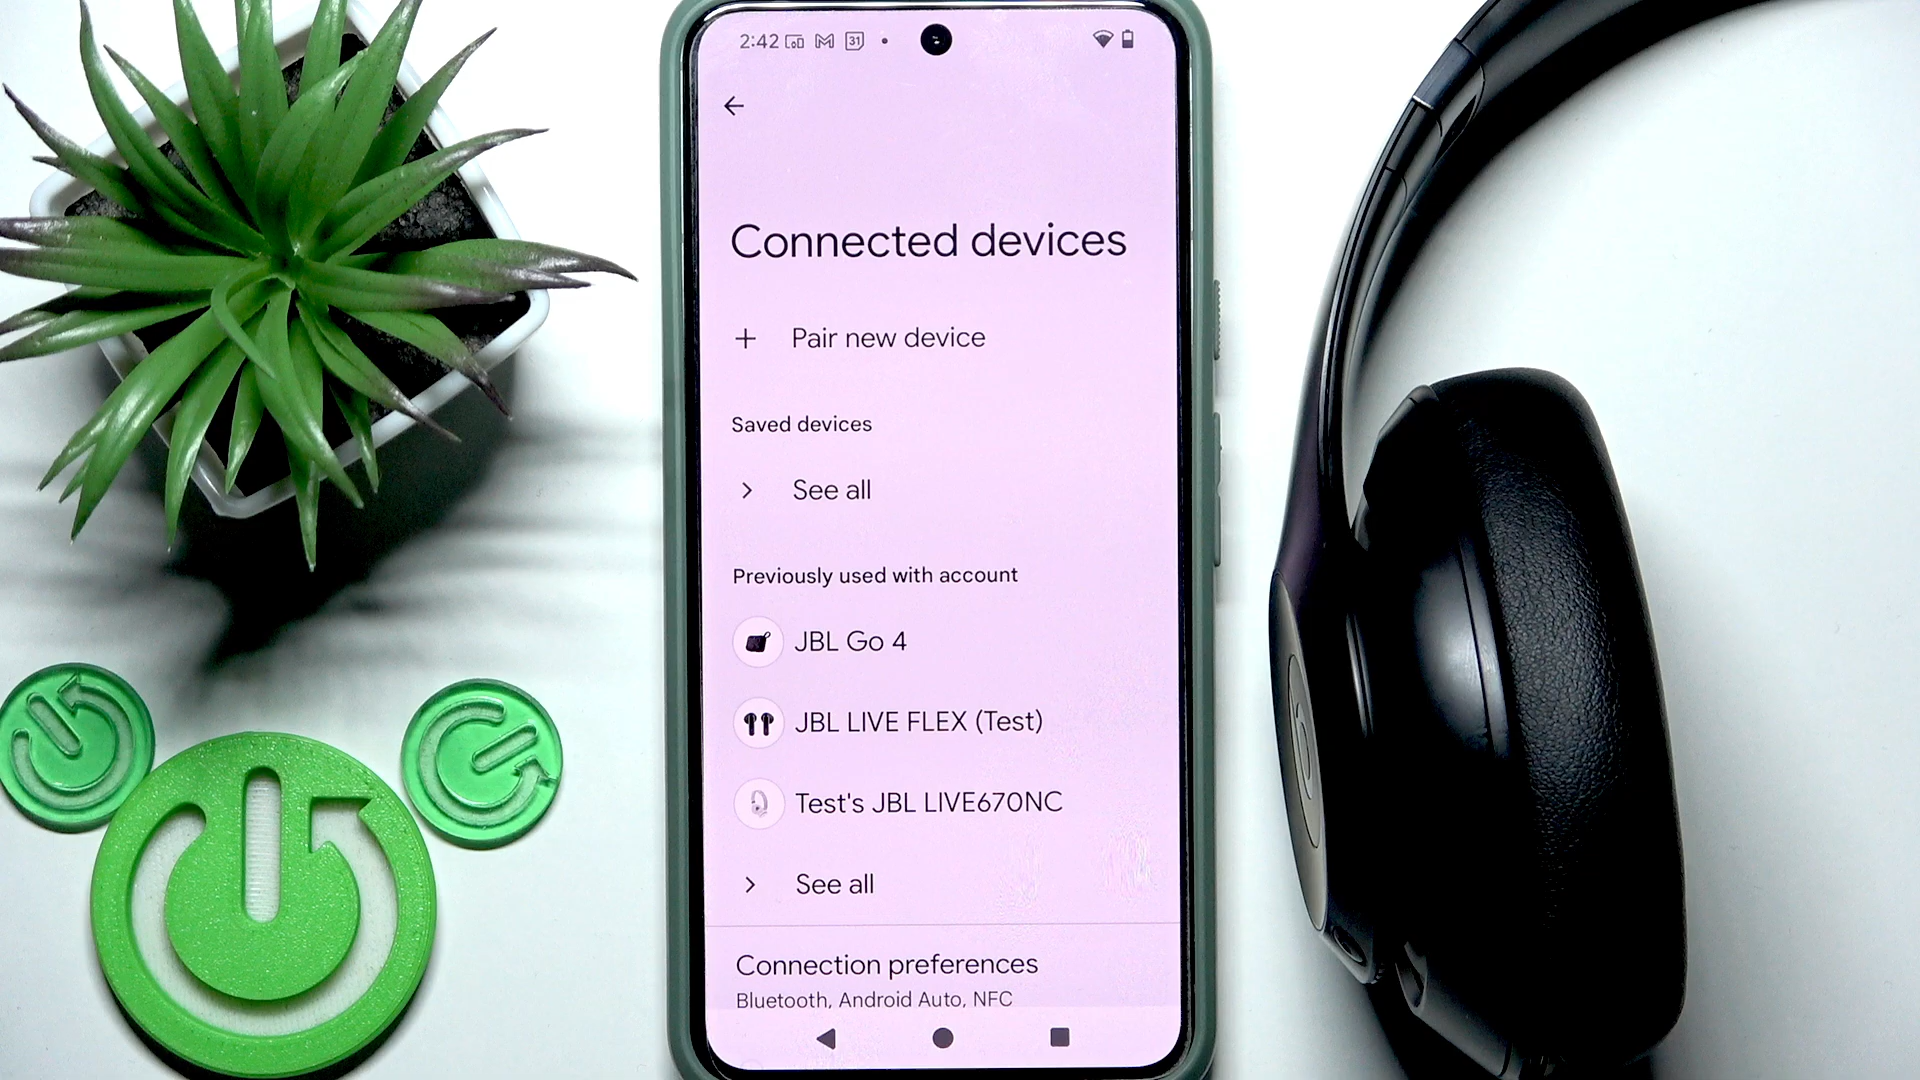 2:42 31
Connected devices
+ Pair new device
Saved devices
See all
Previously used with account
JBL Go 4
JBL LIVE FLEX (Test)
Test's JBL LIVE670NC
See all
Connection preferences
Bluetooth, Android Auto, NFC